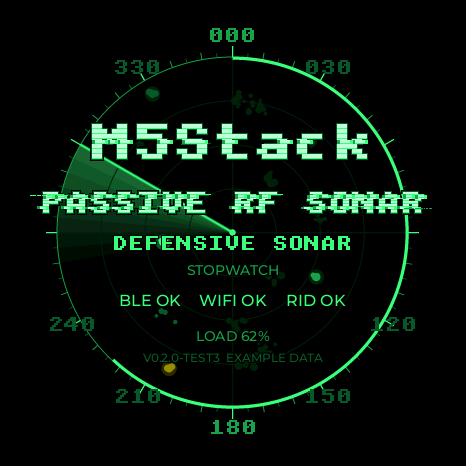 000
330 030
M5Stack
PASSIVE RF SONAR
DEFENSIVE SONAR
STOPWATCH
BLE OK WIFI OK RID OK
240 120
LOAD 62%
V0.2.0-TEST3 EXAMPLE DATA
210 150
180